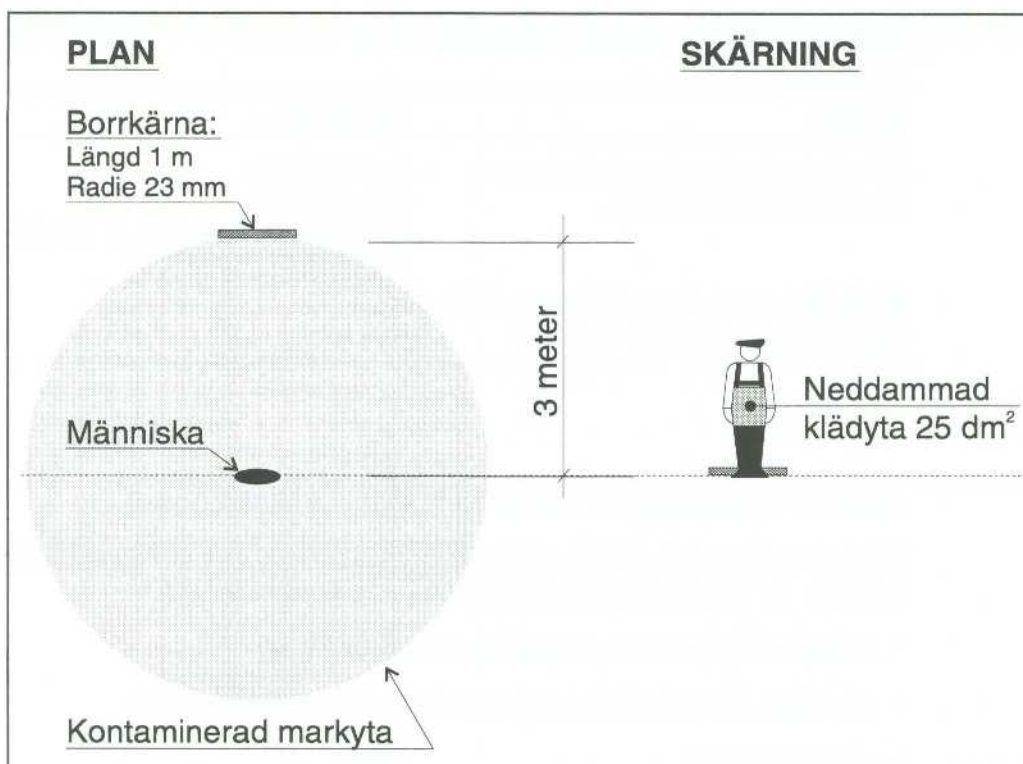 PLAN
SKÄRNING
Borrkärna:
Längd 1 m
Radie 23 mm
3 meter
Människa
Neddammad
klädyta 25 dm²
Kontaminerad markyta